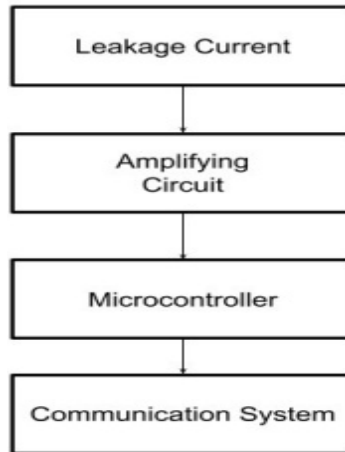 Leakage Current
Amplifying
Circuit
Microcontroller
Communication System